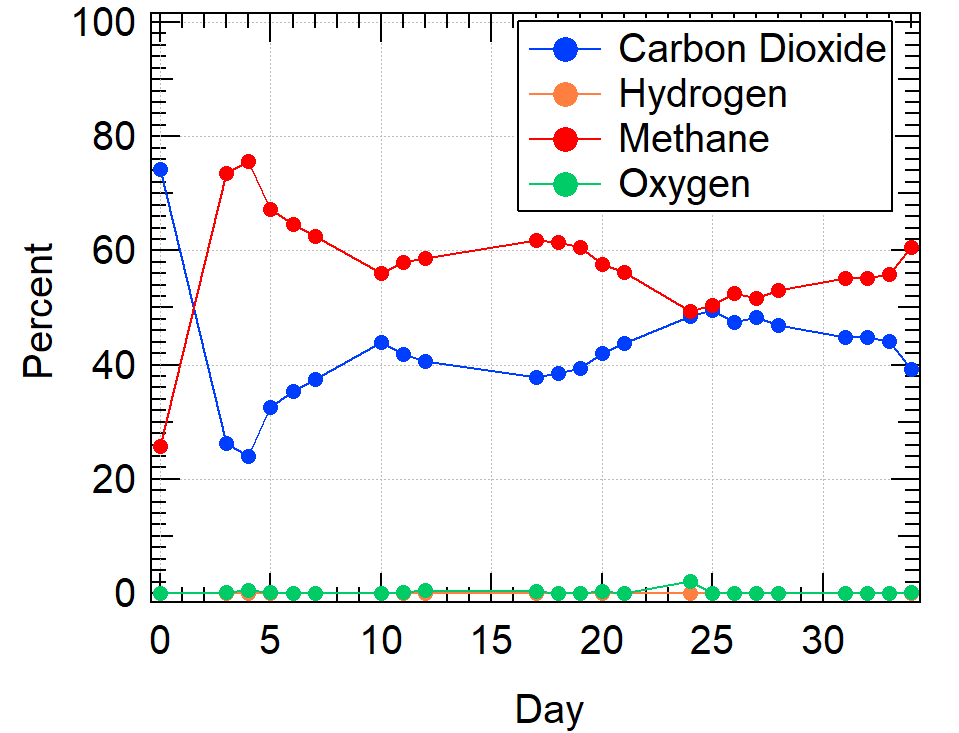 100
80
60
40
20
0
Percent
Carbon Dioxide
Hydrogen
Methane
Oxygen
0 5 10 15 20 25 30
Day